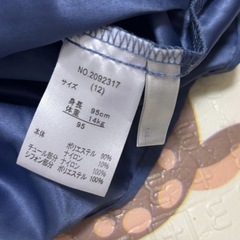 NO.2092317
サイズ (12)
身長 95cm
体重 14kg
95
本体 ポリエステル 90%
ナイロン 10%
チュール部分 ナイロン 100%
シフォン部分 ポリエステル 100%